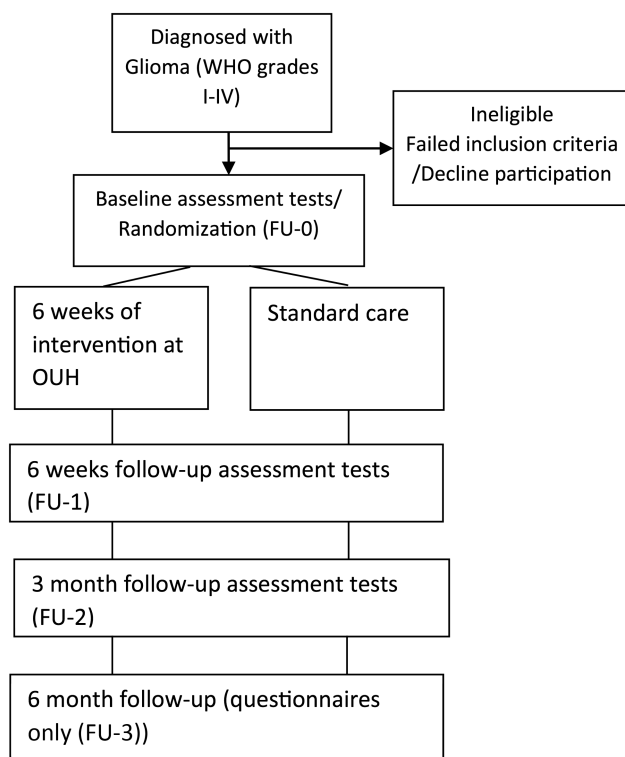 Diagnosed with
Glioma (WHO grades
I-IV)
Ineligible
Failed inclusion criteria
/Decline participation
Baseline assessment tests/
Randomization (FU-0)
6 weeks of
intervention at
OUH
Standard care
6 weeks follow-up assessment tests
(FU-1)
3 month follow-up assessment tests
(FU-2)
6 month follow-up (questionnaires
only (FU-3))